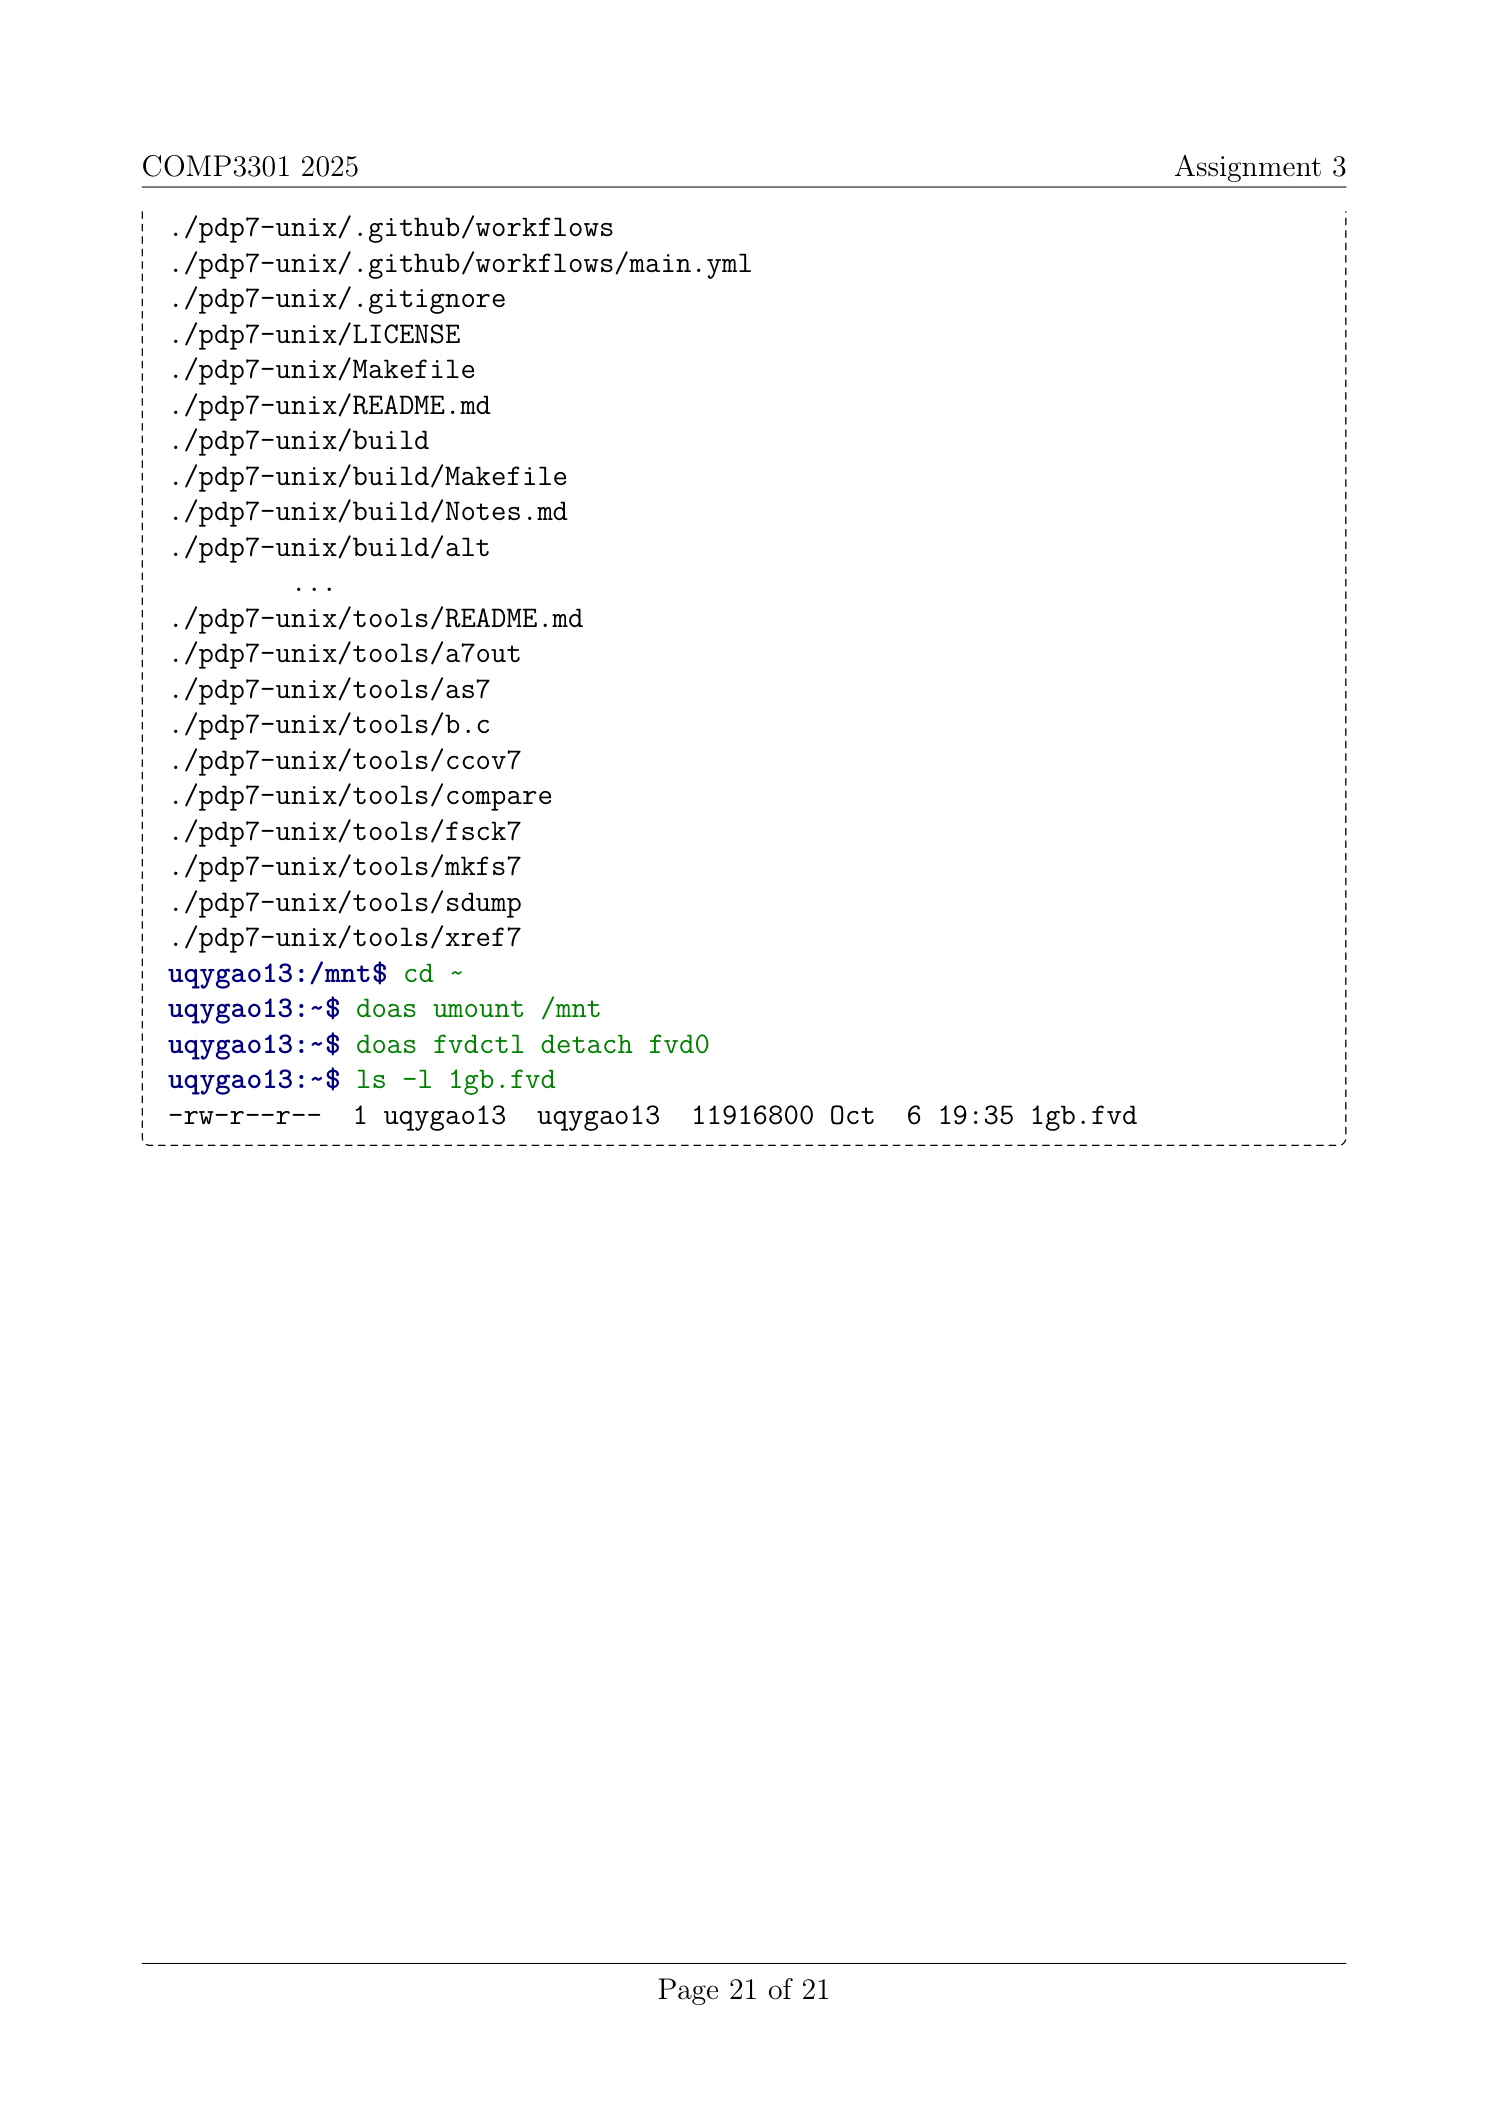 COMP3301 2025
Assignment 3
./pdp7-unix/.github/workflows
./pdp7-unix/.github/workflows/main.yml
./pdp7-unix/.gitignore
./pdp7-unix/LICENSE
./pdp7-unix/Makefile
./pdp7-unix/README.md
./pdp7-unix/build
./pdp7-unix/build/Makefile
./pdp7-unix/build/Notes.md
./pdp7-unix/build/alt
        ...
./pdp7-unix/tools/README.md
./pdp7-unix/tools/a7out
./pdp7-unix/tools/as7
./pdp7-unix/tools/b.c
./pdp7-unix/tools/ccov7
./pdp7-unix/tools/compare
./pdp7-unix/tools/fsck7
./pdp7-unix/tools/mkfs7
./pdp7-unix/tools/sdump
./pdp7-unix/tools/xref7
uqygao13:/mnt$ cd ~
uqygao13:~$ doas umount /mnt
uqygao13:~$ doas fvdctl detach fvd0
uqygao13:~$ ls -l 1gb.fvd
-rw-r--r--  1 uqygao13  uqygao13  11916800 Oct  6 19:35 1gb.fvd
Page 21 of 21